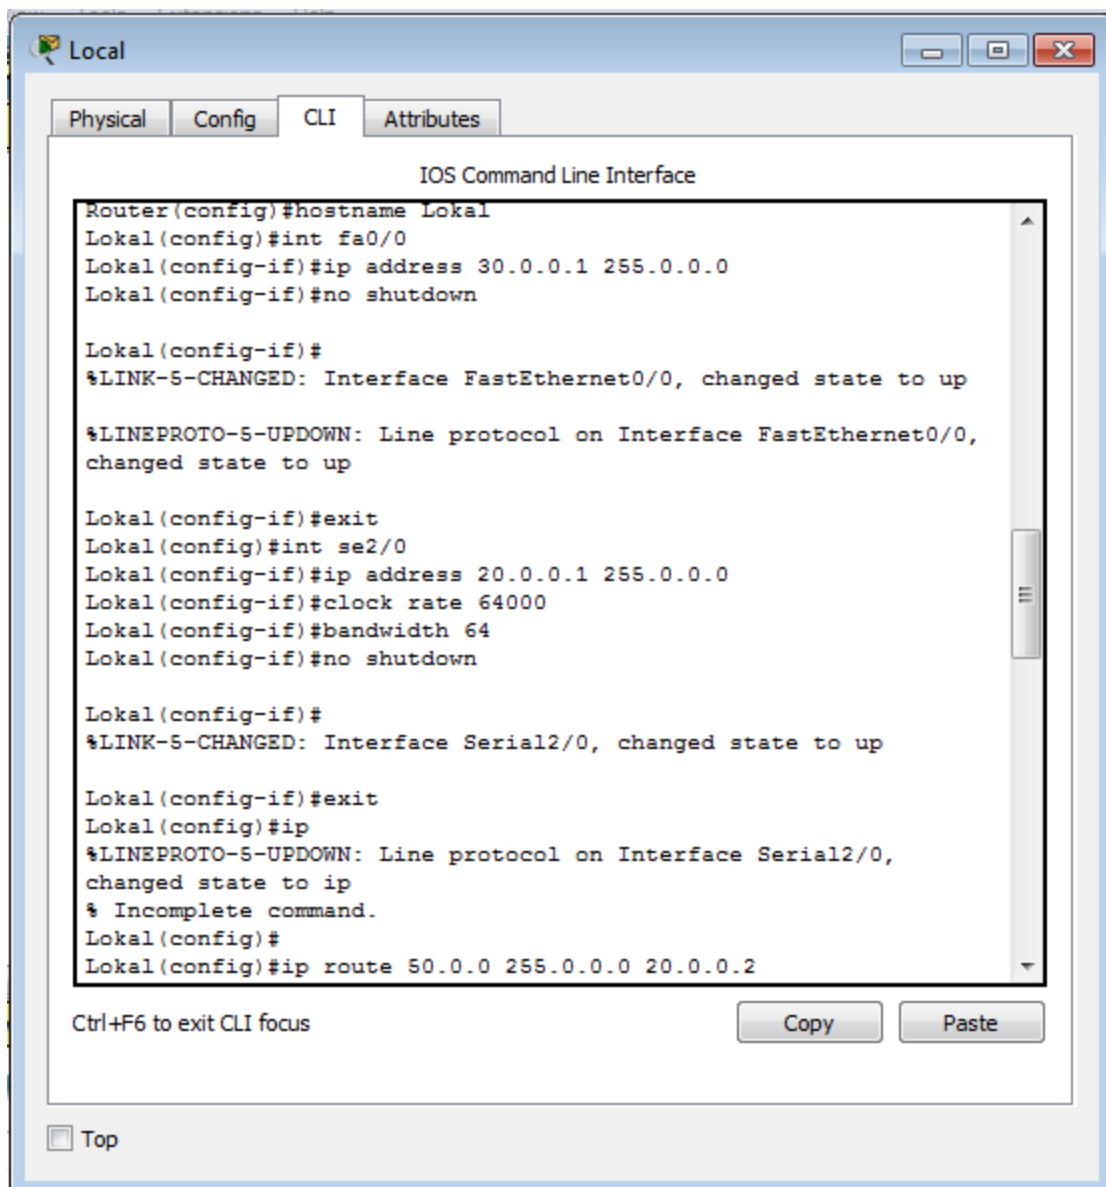 Local
Physical Config CLI Attributes
IOS Command Line Interface
Router(config)#hostname Lokal
Lokal(config)#int fa0/0
Lokal(config-if)#ip address 30.0.0.1 255.0.0.0
Lokal(config-if)#no shutdown
Lokal(config-if)#
%LINK-5-CHANGED: Interface FastEthernet0/0, changed state to up
%LINEPROTO-5-UPDOWN: Line protocol on Interface FastEthernet0/0,
changed state to up
Lokal(config-if)#exit
Lokal(config)#int se2/0
Lokal(config-if)#ip address 20.0.0.1 255.0.0.0
Lokal(config-if)#clock rate 64000
Lokal(config-if)#bandwidth 64
Lokal(config-if)#no shutdown
Lokal(config-if)#
%LINK-5-CHANGED: Interface Serial2/0, changed state to up
Lokal(config-if)#exit
Lokal(config)#ip
%LINEPROTO-5-UPDOWN: Line protocol on Interface Serial2/0,
changed state to ip
% Incomplete command.
Lokal(config)#
Lokal(config)#ip route 50.0.0 255.0.0.0 20.0.0.2
Ctrl+F6 to exit CLI focus
Copy Paste
Top